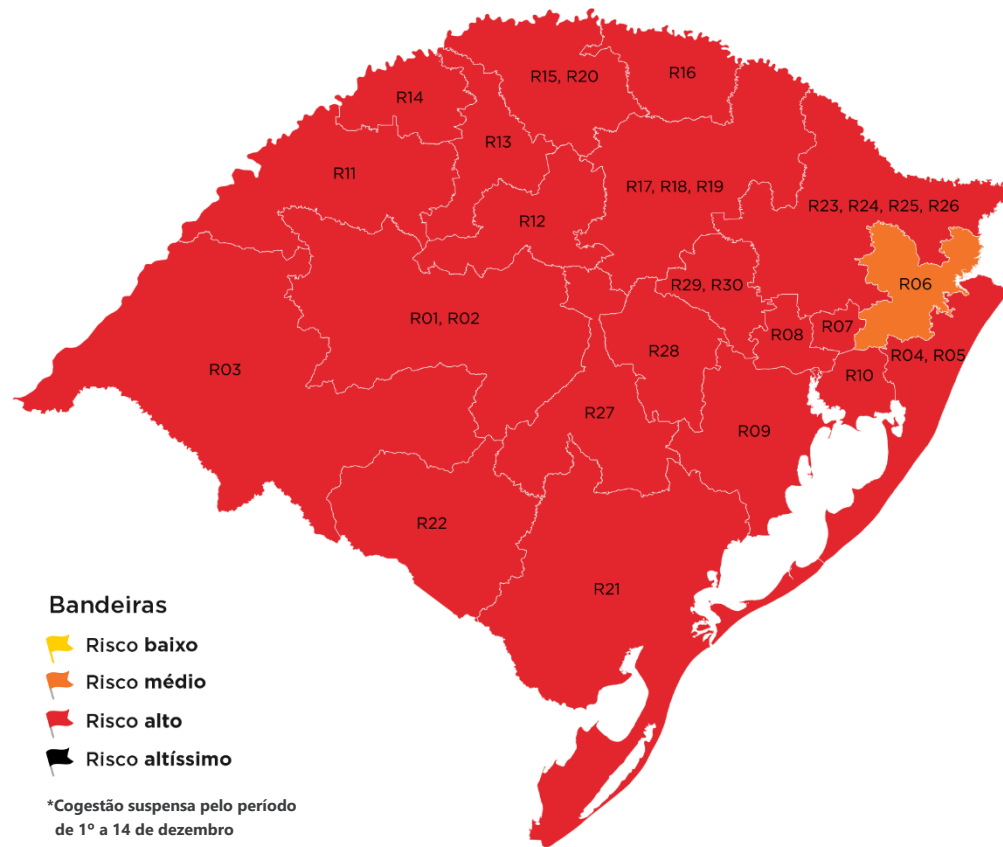 R16
R15, R20
R14
R13
R11
R17, R18, R19
R23, R24, R25, R26
R12
R29, R30
R06
R01, R02
R07
R08
R28
R04, R05
R03
R10
R27
R09
R22
R21
Bandeiras
Risco baixo
Risco médio
Risco alto
Risco altíssimo
*Cogestão suspensa pelo período
de 1º a 14 de dezembro